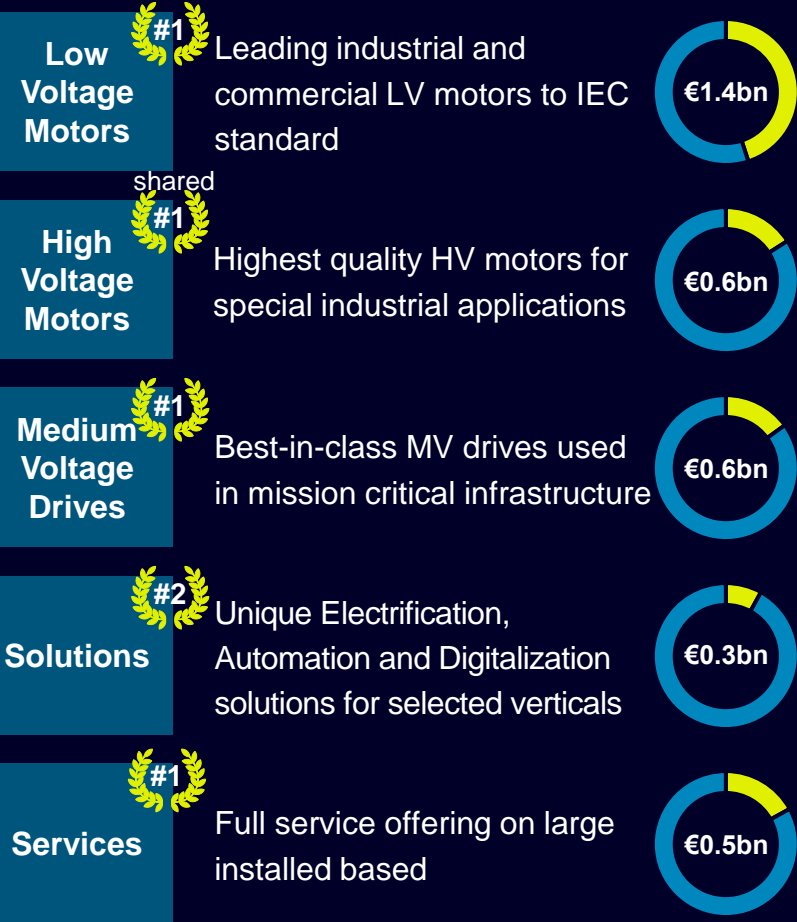 #1
Low
Voltage
Motors
Leading industrial and
commercial LV motors to IEC
standard
€1.4bn
shared
#1
High
Voltage
Motors
Highest quality HV motors for
special industrial applications
€0.6bn
#1
Medium
Voltage
Drives
Best-in-class MV drives used
in mission critical infrastructure
€0.6bn
#2
Solutions
Unique Electrification,
Automation and Digitalization
solutions for selected verticals
€0.3bn
#1
Services
Full service offering on large
installed based
€0.5bn